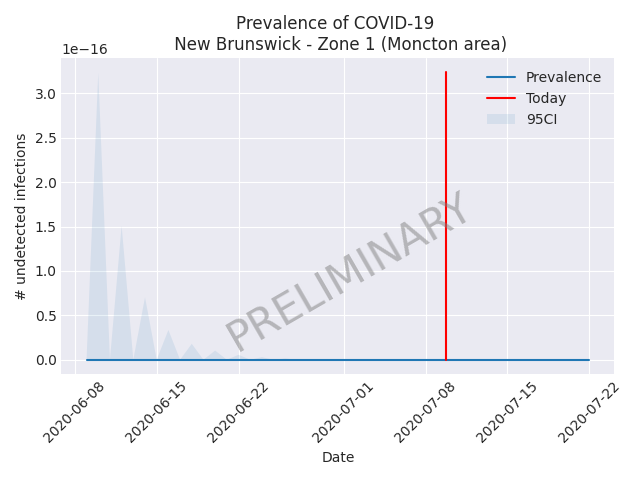 Prevalence of COVID-19
New Brunswick - Zone 1 (Moncton area)
1e−16
3.0
2.5
2.0
1.5
1.0
0.5
0.0
# undetected infections
Prevalence
Today
95CI
PRELIMINARY
2020-06-08
2020-06-15
2020-06-22
2020-07-01
2020-07-08
2020-07-15
2020-07-22
Date